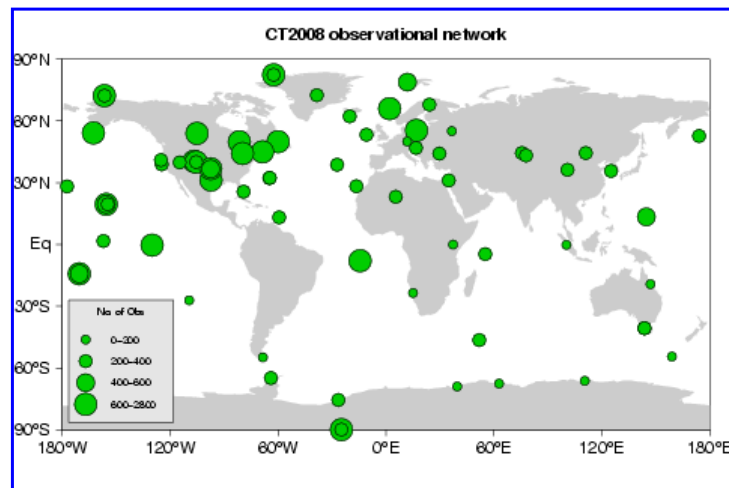 CT2008 observational network
90°N
60°N
30°N
Eq
30°S
60°S
90°S
No of Obs
0–200
200–400
400–600
600–2800
180°W 120°W 60°W 0°E 60°E 120°E 180°E